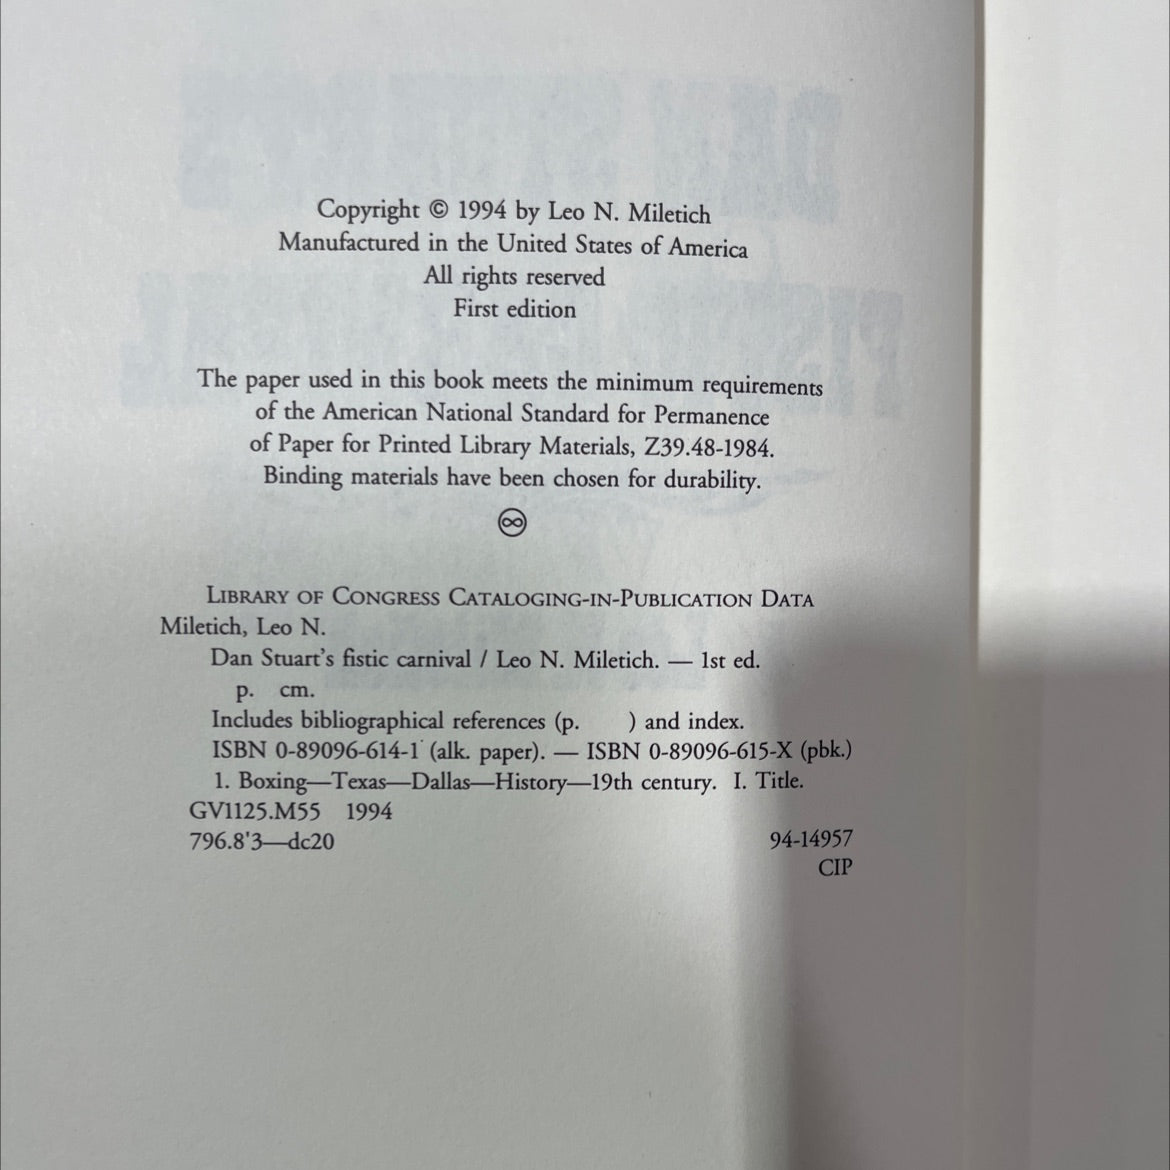 Copyright © 1994 by Leo N. Miletich
Manufactured in the United States of America
All rights reserved
First edition
The paper used in this book meets the minimum requirements
of the American National Standard for Permanence
of Paper for Printed Library Materials, Z39.48-1984.
Binding materials have been chosen for durability.
♾
LIBRARY OF CONGRESS CATALOGING-IN-PUBLICATION DATA
Miletich, Leo N.
Dan Stuart's fistic carnival / Leo N. Miletich. — 1st ed.
p. cm.
Includes bibliographical references (p. ) and index.
ISBN 0-89096-614-1 (alk. paper). — ISBN 0-89096-615-X (pbk.)
1. Boxing—Texas—Dallas—History—19th century. I. Title.
GV1125.M55 1994
796.8'3—dc20 94-14957
CIP